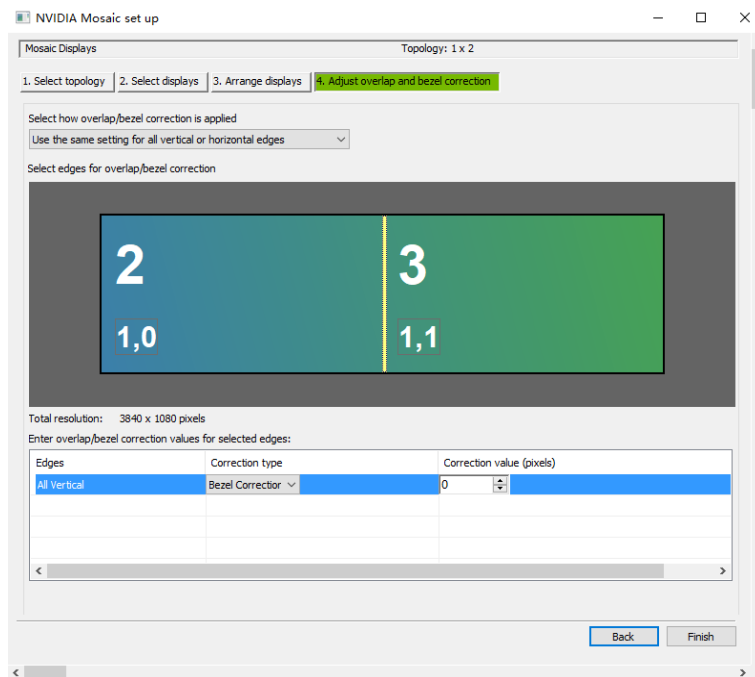 NVIDIA Mosaic set up
Mosaic Displays Topology: 1 x 2
1. Select topology 2. Select displays 3. Arrange displays 4. Adjust overlap and bezel correction
Select how overlap/bezel correction is applied
Use the same setting for all vertical or horizontal edges
Select edges for overlap/bezel correction
2 3
1,0 1,1
Total resolution: 3840 x 1080 pixels
Enter overlap/bezel correction values for selected edges:
Edges Correction type Correction value (pixels)
All Vertical Bezel Correction 0
Back Finish